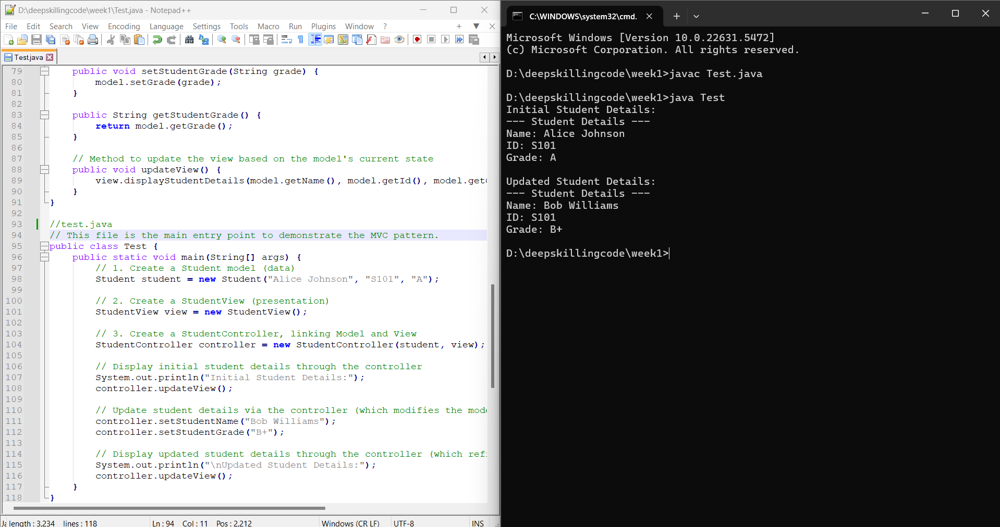 D:\deepskillingcode\week1\Test.java - Notepad++
File Edit Search View Encoding Language Settings Tools Macro Run Plugins Window ?
Test.java
79 public void setStudentGrade(String grade) {
80 model.setGrade(grade);
81 }
82
83 public String getStudentGrade() {
84 return model.getGrade();
85 }
86
87 // Method to update the view based on the model's current state
88 public void updateView() {
89 view.displayStudentDetails(model.getName(), model.getId(), model.get
90 }
91 }
92
93 //test.java
94 // This file is the main entry point to demonstrate the MVC pattern.
95 public class Test {
96 public static void main(String[] args) {
97 // 1. Create a Student model (data)
98 Student student = new Student("Alice Johnson", "S101", "A");
99
100 // 2. Create a StudentView (presentation)
101 StudentView view = new StudentView();
102
103 // 3. Create a StudentController, linking Model and View
104 StudentController controller = new StudentController(student, view);
105
106 // Display initial student details through the controller
107 System.out.println("Initial Student Details:");
108 controller.updateView();
109
110 // Update student details via the controller (which modifies the mod
111 controller.setStudentName("Bob Williams");
112 controller.setStudentGrade("B+");
113
114 // Display updated student details through the controller (which ref
115 System.out.println("\nUpdated Student Details:");
116 controller.updateView();
117 }
118 }
length : 3,234 lines : 118 Ln : 94 Col : 11 Pos : 2,212 Windows (CR LF) UTF-8 INS
C:\WINDOWS\system32\cmd.
Microsoft Windows [Version 10.0.22631.5472]
(c) Microsoft Corporation. All rights reserved.
D:\deepskillingcode\week1>javac Test.java
D:\deepskillingcode\week1>java Test
Initial Student Details:
--- Student Details ---
Name: Alice Johnson
ID: S101
Grade: A
Updated Student Details:
--- Student Details ---
Name: Bob Williams
ID: S101
Grade: B+
D:\deepskillingcode\week1>